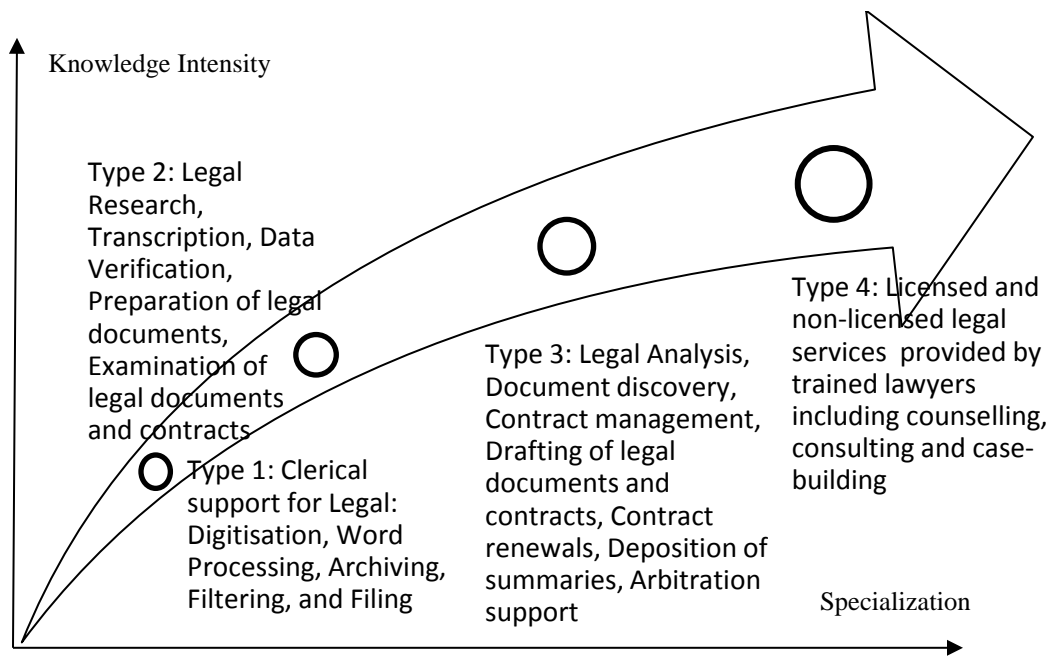 Knowledge Intensity
Type 2: Legal
Research,
Transcription, Data
Verification,
Preparation of legal
documents,
Examination of
legal documents
and contracts
Type 1: Clerical
support for Legal:
Digitisation, Word
Processing, Archiving,
Filtering, and Filing
Type 3: Legal Analysis,
Document discovery,
Contract management,
Drafting of legal
documents and
contracts, Contract
renewals, Deposition of
summaries, Arbitration
support
Type 4: Licensed and
non-licensed legal
services  provided by
trained lawyers
including counselling,
consulting and case-
building
Specialization